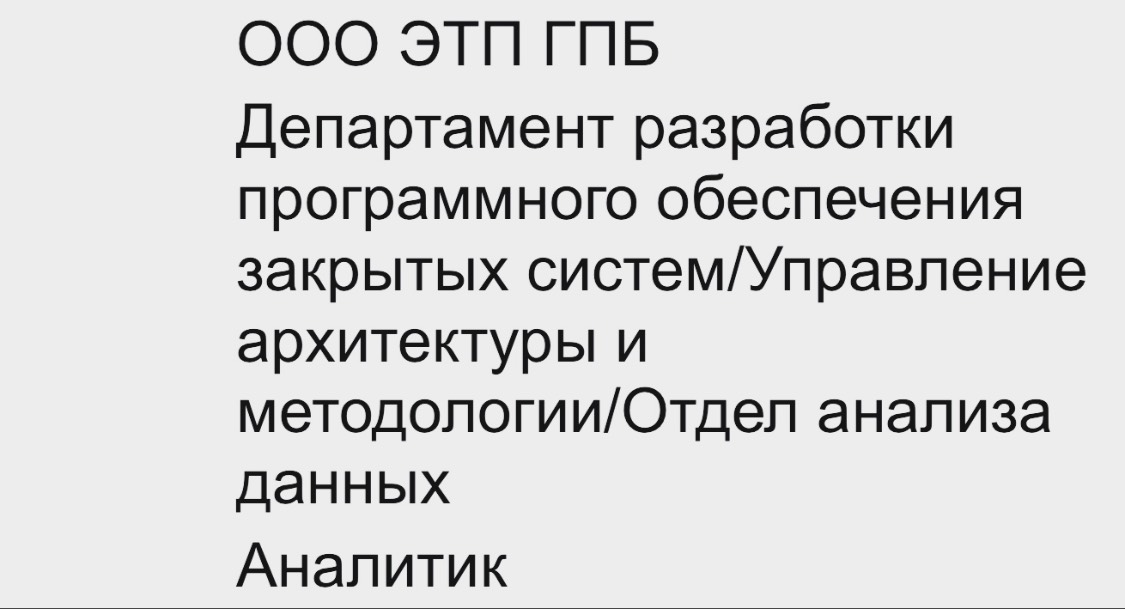 ООО ЭТП ГПБ
Департамент разработки
программного обеспечения
закрытых систем/Управление
архитектуры и
методологии/Отдел анализа
данных
Аналитик